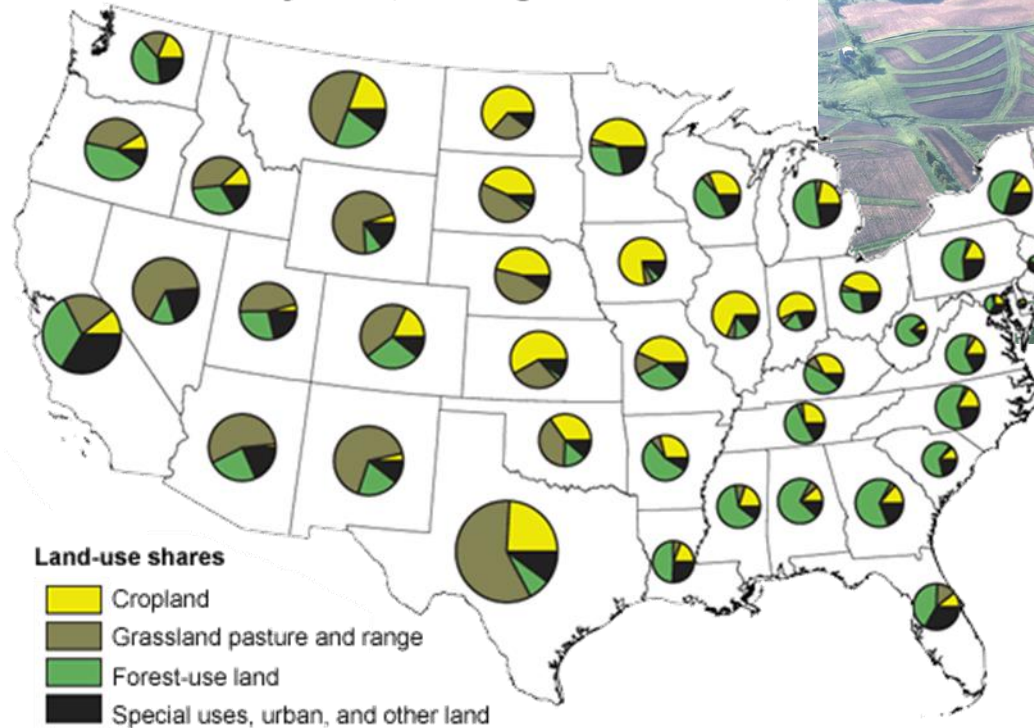 Land-use shares
Cropland
Grassland pasture and range
Forest-use land
Special uses, urban, and other land